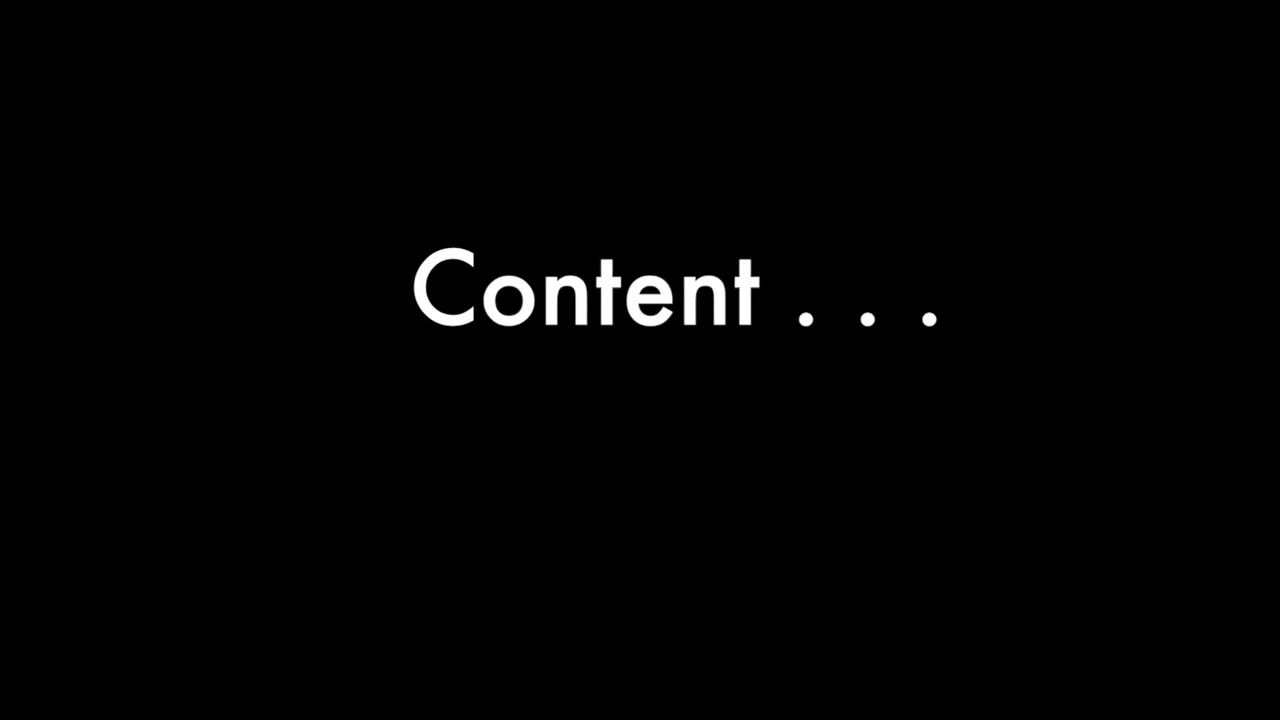 Content . . .